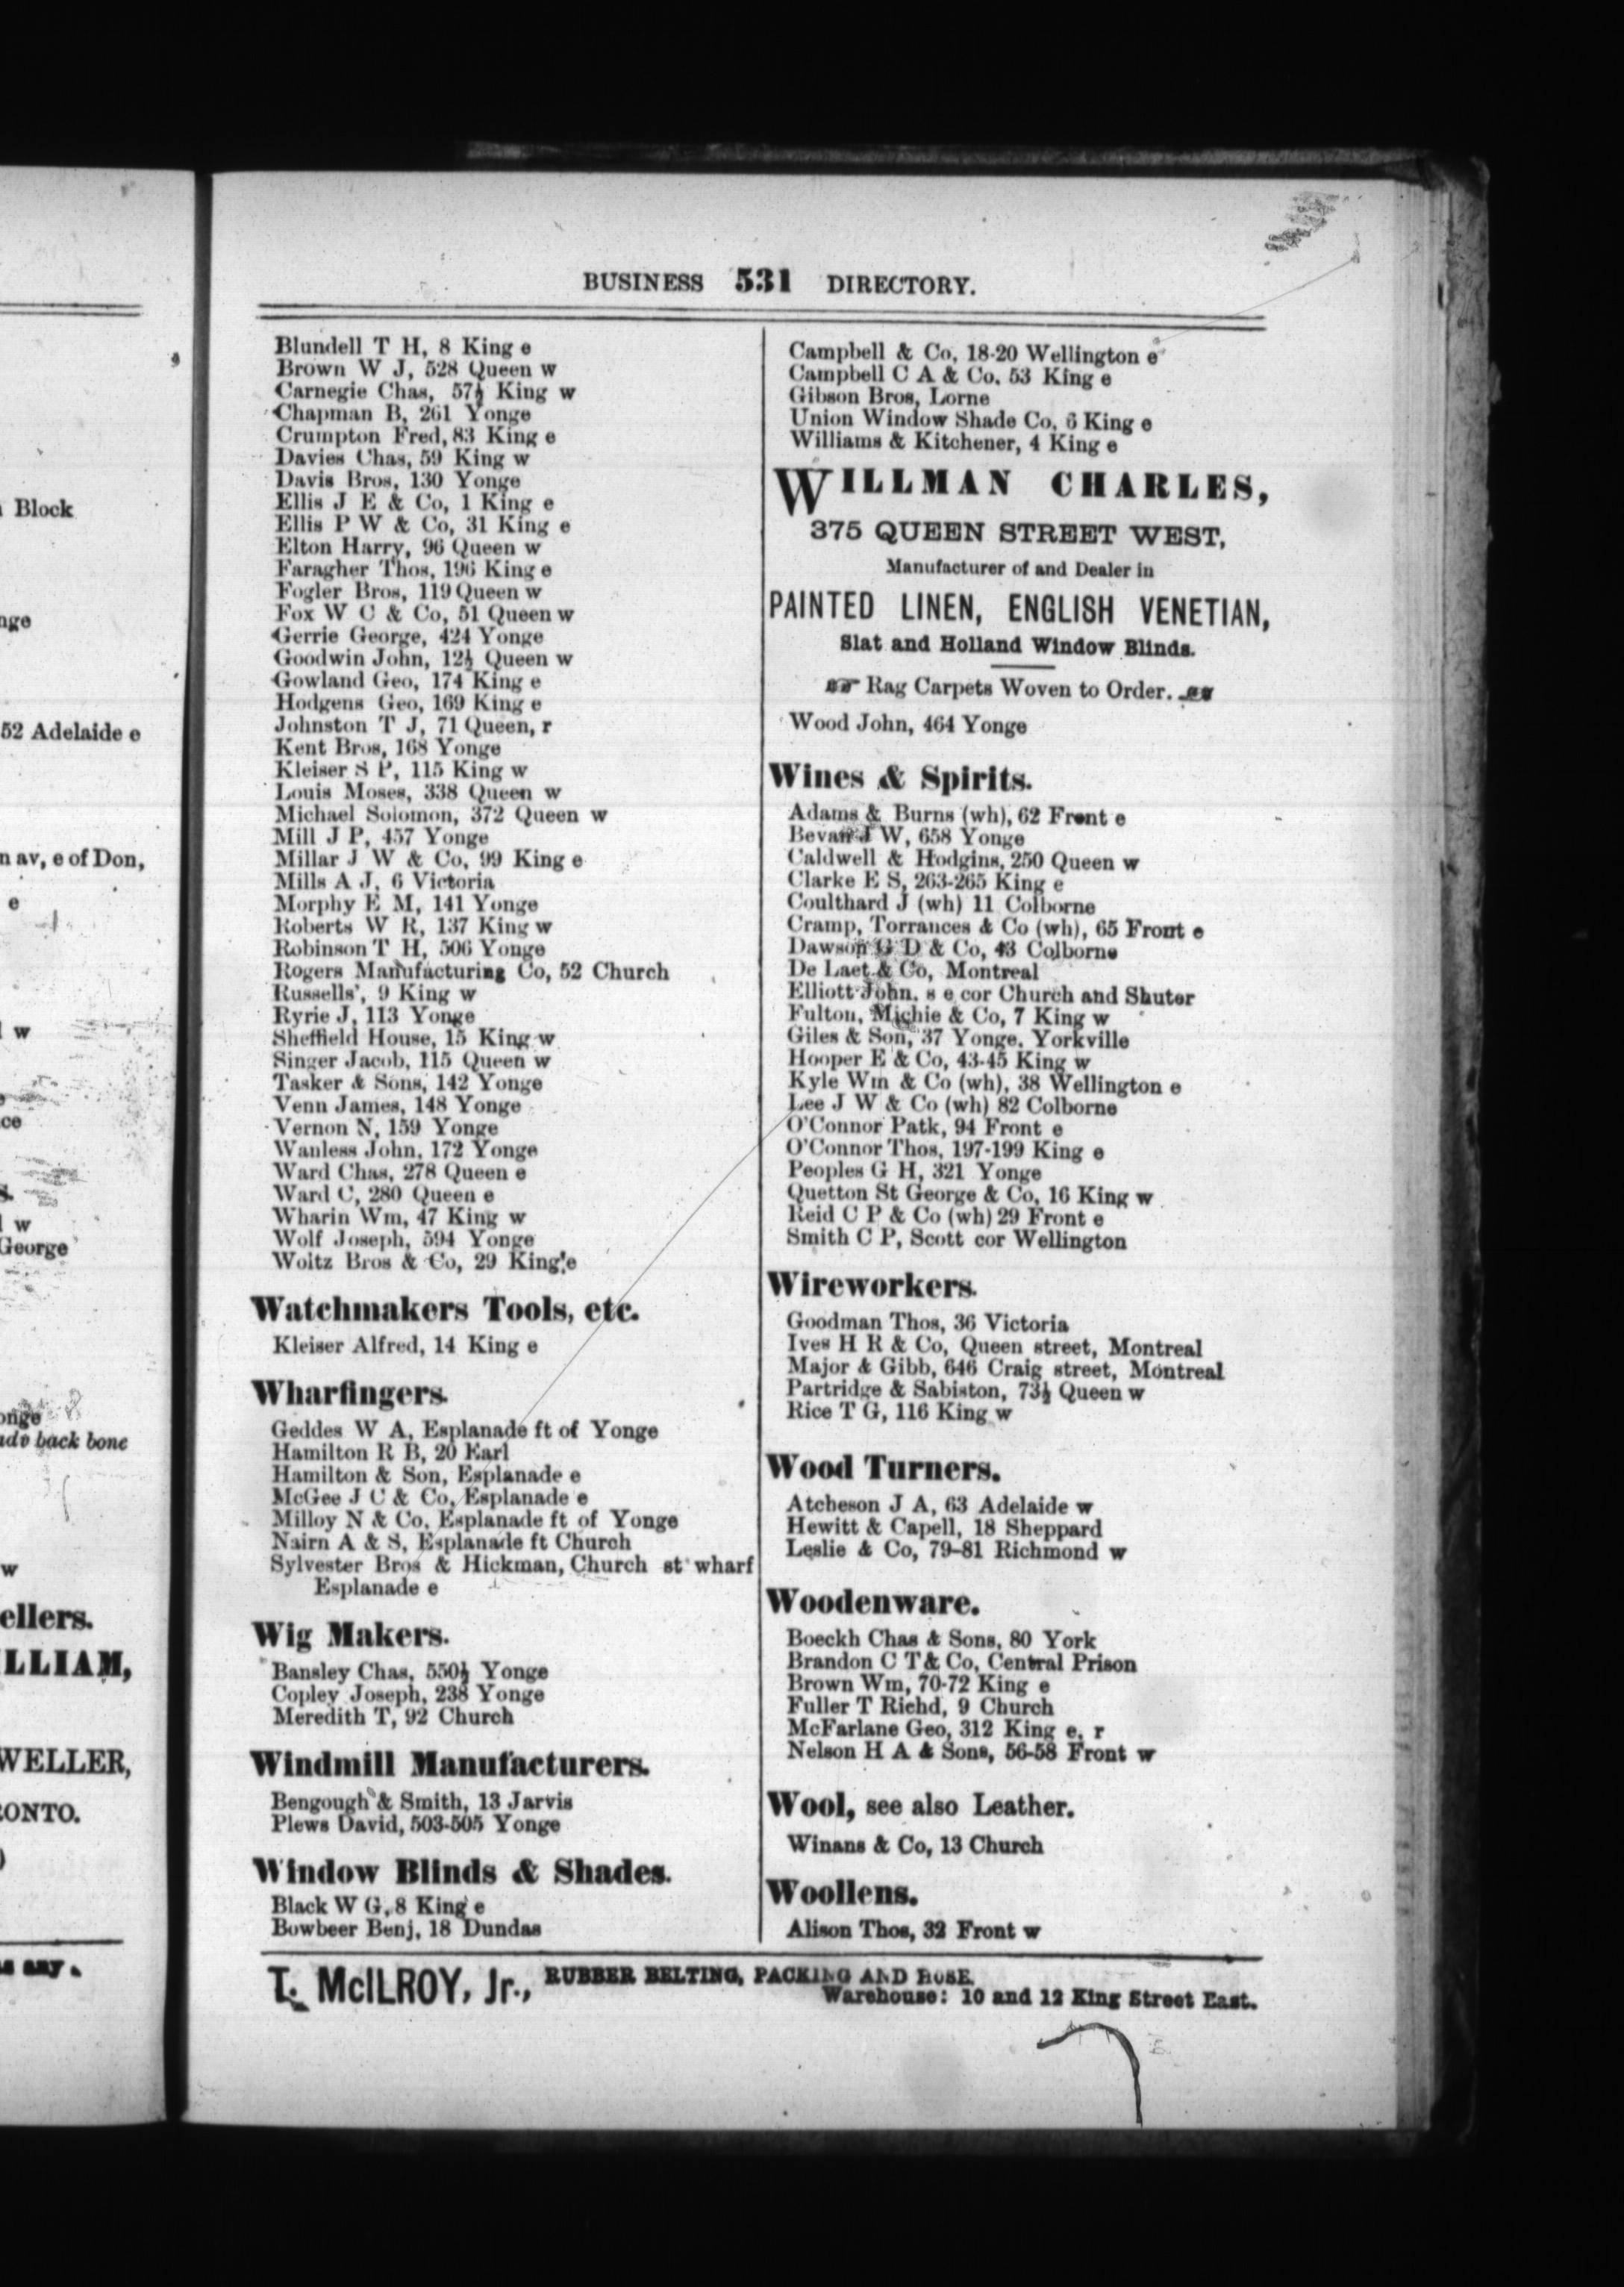 Block
nge
52 Adelaide e
n av, e of Don,
e
w
ce
w
George
onge
back bone
w
ellers.
LLIAM,
WELLER,
RONTO.
BUSINESS 531 DIRECTORY.
Blundell T H, 8 King e
Brown W J, 528 Queen w
Carnegie Chas, 57½ King w
Chapman B, 261 Yonge
Crumpton Fred, 83 King e
Davies Chas, 59 King w
Davis Bros, 130 Yonge
Ellis J E & Co, 1 King e
Ellis P W & Co, 31 King e
Elton Harry, 96 Queen w
Faragher Thos, 196 King e
Fogler Bros, 119 Queen w
Fox W C & Co, 51 Queen w
Gerrie George, 424 Yonge
Goodwin John, 12½ Queen w
Gowland Geo, 174 King e
Hodgens Geo, 169 King e
Johnston T J, 71 Queen, r
Kent Bros, 168 Yonge
Kleiser S P, 115 King w
Louis Moses, 338 Queen w
Michael Solomon, 372 Queen w
Mill J P, 457 Yonge
Millar J W & Co, 99 King e
Mills A J, 6 Victoria
Morphy E M, 141 Yonge
Roberts W R, 137 King w
Robinson T H, 506 Yonge
Rogers Manufacturing Co, 52 Church
Russells', 9 King w
Ryrie J, 113 Yonge
Sheffield House, 15 King w
Singer Jacob, 115 Queen w
Tasker & Sons, 142 Yonge
Venn James, 148 Yonge
Vernon N, 159 Yonge
Wanless John, 172 Yonge
Ward Chas, 278 Queen e
Ward C, 280 Queen e
Wharin Wm, 47 King w
Wolf Joseph, 594 Yonge
Woltz Bros & Co, 29 King e
Watchmakers Tools, etc.
Kleiser Alfred, 14 King e
Wharfingers.
Geddes W A, Esplanade ft of Yonge
Hamilton R B, 20 Earl
Hamilton & Son, Esplanade e
McGee J C & Co, Esplanade e
Milloy N & Co, Esplanade ft of Yonge
Nairn A & S, Esplanade ft Church
Sylvester Bros & Hickman, Church st wharf
Esplanade e
Wig Makers.
Bansley Chas, 550½ Yonge
Copley Joseph, 238 Yonge
Meredith T, 92 Church
Windmill Manufacturers.
Bengough & Smith, 13 Jarvis
Plews David, 503-505 Yonge
Window Blinds & Shades.
Black W G, 8 King e
Bowbeer Benj, 18 Dundas
Campbell & Co, 18-20 Wellington e
Campbell C A & Co. 53 King e
Gibson Bros, Lorne
Union Window Shade Co, 6 King e
Williams & Kitchener, 4 King e
WILLMAN CHARLES,
375 QUEEN STREET WEST,
Manufacturer of and Dealer in
PAINTED LINEN, ENGLISH VENETIAN,
Slat and Holland Window Blinds.
☞ Rag Carpets Woven to Order. ☜
Wood John, 464 Yonge
Wines & Spirits.
Adams & Burns (wh), 62 Front e
Bevan J W, 658 Yonge
Caldwell & Hodgins, 250 Queen w
Clarke E S, 263-265 King e
Coulthard J (wh) 11 Colborne
Cramp, Torrances & Co (wh), 65 Front e
Dawson G D & Co, 43 Colborne
De Laet & Co, Montreal
Elliott John. s e cor Church and Shuter
Fulton, Michie & Co, 7 King w
Giles & Son, 37 Yonge. Yorkville
Hooper E & Co, 43-45 King w
Kyle Wm & Co (wh), 38 Wellington e
Lee J W & Co (wh) 82 Colborne
O'Connor Patk, 94 Front e
O'Connor Thos, 197-199 King e
Peoples G H, 321 Yonge
Quetton St George & Co, 16 King w
Reid C P & Co (wh) 29 Front e
Smith C P, Scott cor Wellington
Wireworkers.
Goodman Thos, 36 Victoria
Ives H R & Co, Queen street, Montreal
Major & Gibb, 646 Craig street, Montreal
Partridge & Sabiston, 73½ Queen w
Rice T G, 116 King w
Wood Turners.
Atcheson J A, 63 Adelaide w
Hewitt & Capell, 18 Sheppard
Leslie & Co, 79-81 Richmond w
Woodenware.
Boeckh Chas & Sons, 80 York
Brandon C T & Co, Central Prison
Brown Wm, 70-72 King e
Fuller T Richd, 9 Church
McFarlane Geo, 312 King e, r
Nelson H A & Sons, 56-58 Front w
Wool, see also Leather.
Winans & Co, 13 Church
Woollens.
Alison Thos, 32 Front w
T. McILROY, Jr., RUBBER BELTING, PACKING AND HOSE.
Warehouse: 10 and 12 King Street East.